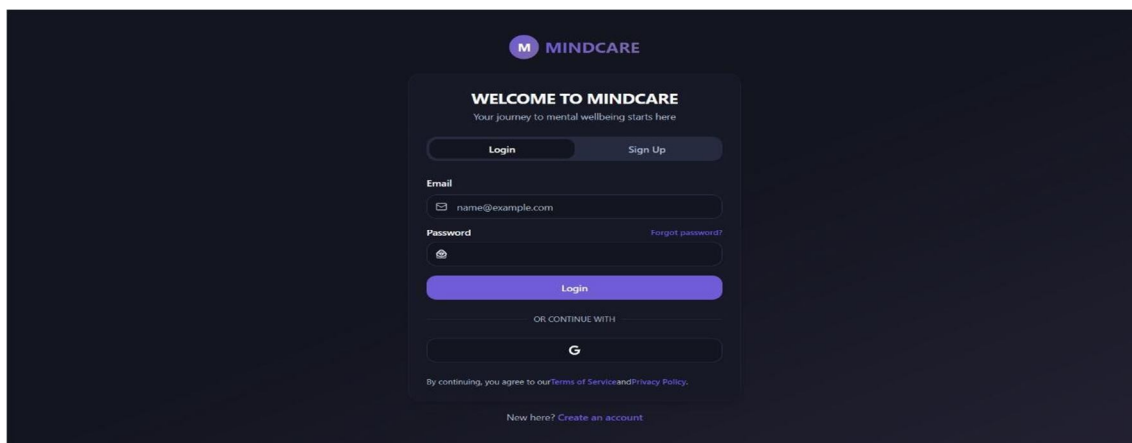 M MINDCARE
WELCOME TO MINDCARE
Your journey to mental wellbeing starts here
Login Sign Up
Email
name@example.com
Password Forgot password?
Login
OR CONTINUE WITH
G
By continuing, you agree to ourTerms of ServiceandPrivacy Policy.
New here? Create an account